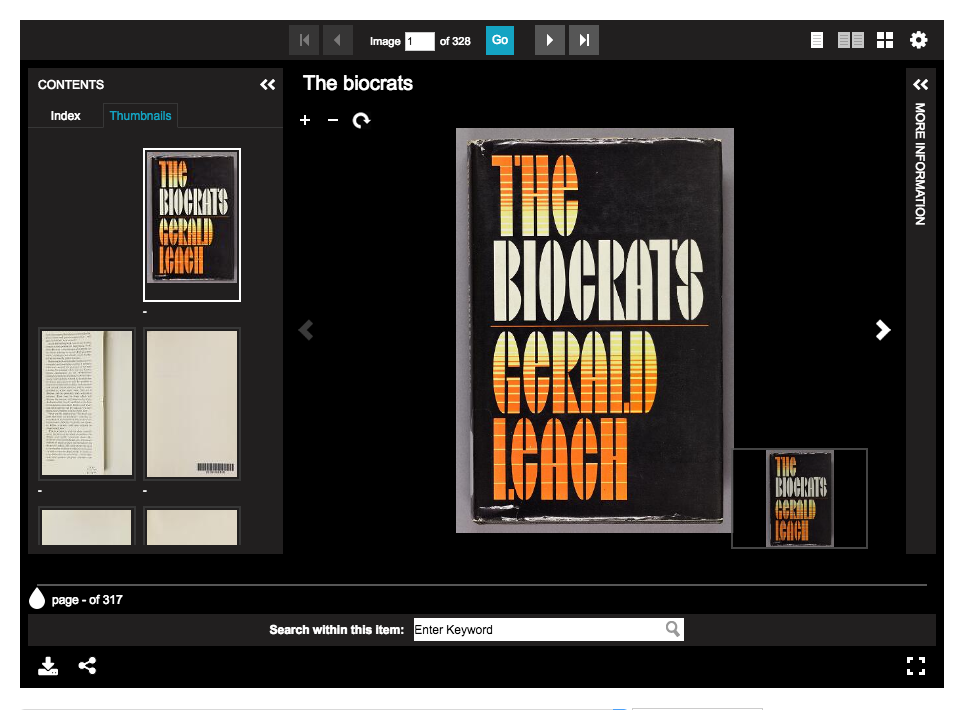 Image 1 of 328 Go
CONTENTS
Index Thumbnails
The biocrats
+ −
MORE INFORMATION
THE
BIOCRATS
GERALD
LEACH
-
-
-
THE
BIOCRATS
GERALD
LEACH
THE
BIOCRATS
GERALD
LEACH
page - of 317
Search within this item: Enter Keyword